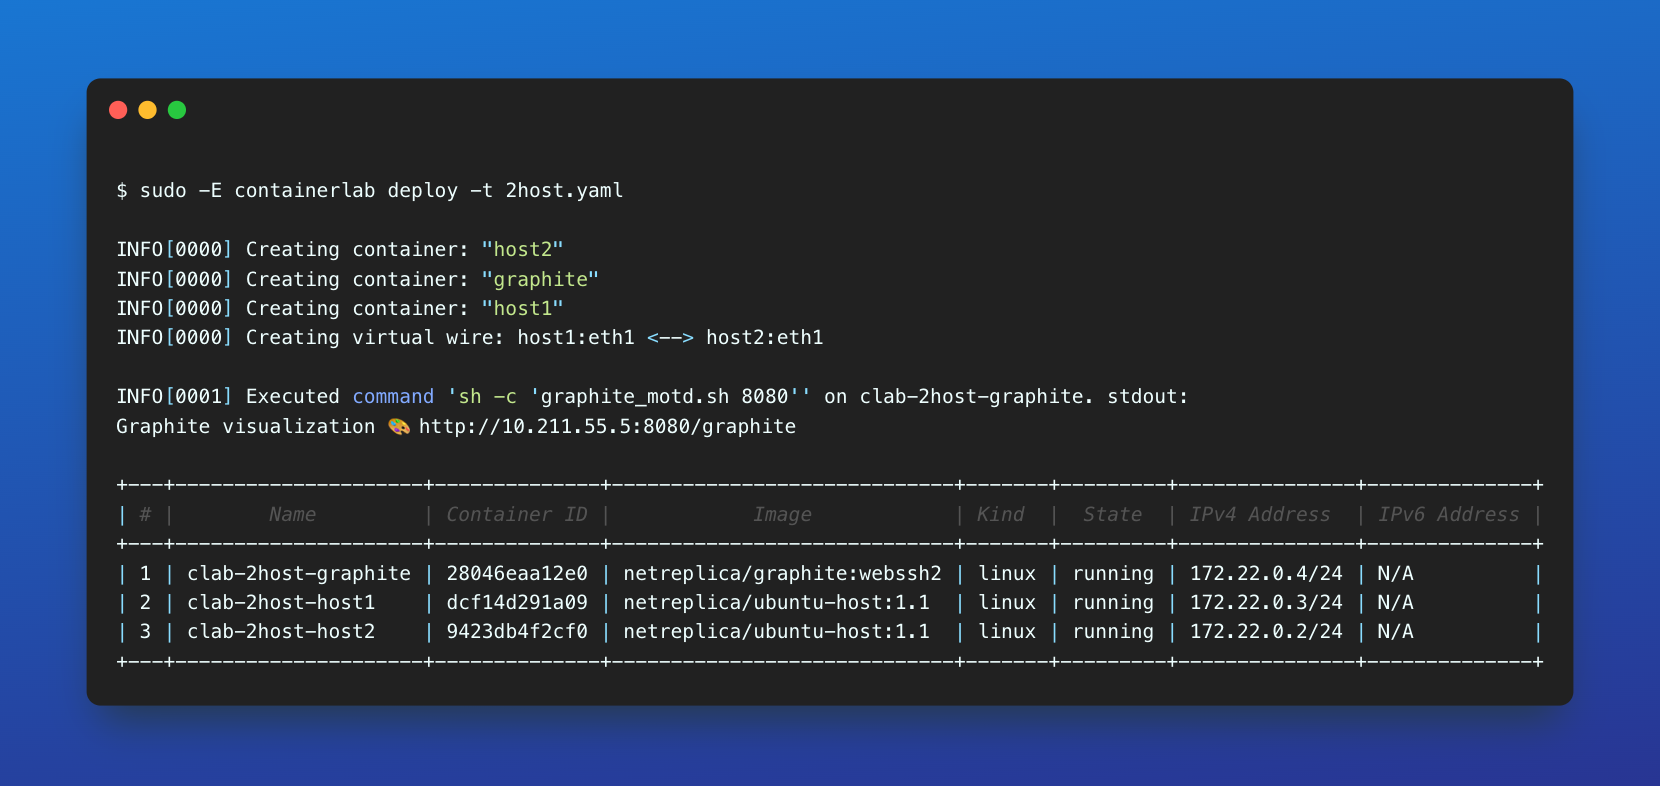 $ sudo -E containerlab deploy -t 2host.yaml
INFO[0000] Creating container: "host2"
INFO[0000] Creating container: "graphite"
INFO[0000] Creating container: "host1"
INFO[0000] Creating virtual wire: host1:eth1 <--> host2:eth1
INFO[0001] Executed command 'sh -c 'graphite_motd.sh 8080'' on clab-2host-graphite. stdout:
Graphite visualization 🎨 http://10.211.55.5:8080/graphite
+---+---------------------+--------------+-----------------------------+-------+---------+---------------+--------------+
| # |        Name         | Container ID |            Image            | Kind  |  State  | IPv4 Address  | IPv6 Address |
+---+---------------------+--------------+-----------------------------+-------+---------+---------------+--------------+
| 1 | clab-2host-graphite | 28046eaa12e0 | netreplica/graphite:webssh2 | linux | running | 172.22.0.4/24 | N/A          |
| 2 | clab-2host-host1    | dcf14d291a09 | netreplica/ubuntu-host:1.1  | linux | running | 172.22.0.3/24 | N/A          |
| 3 | clab-2host-host2    | 9423db4f2cf0 | netreplica/ubuntu-host:1.1  | linux | running | 172.22.0.2/24 | N/A          |
+---+---------------------+--------------+-----------------------------+-------+---------+---------------+--------------+